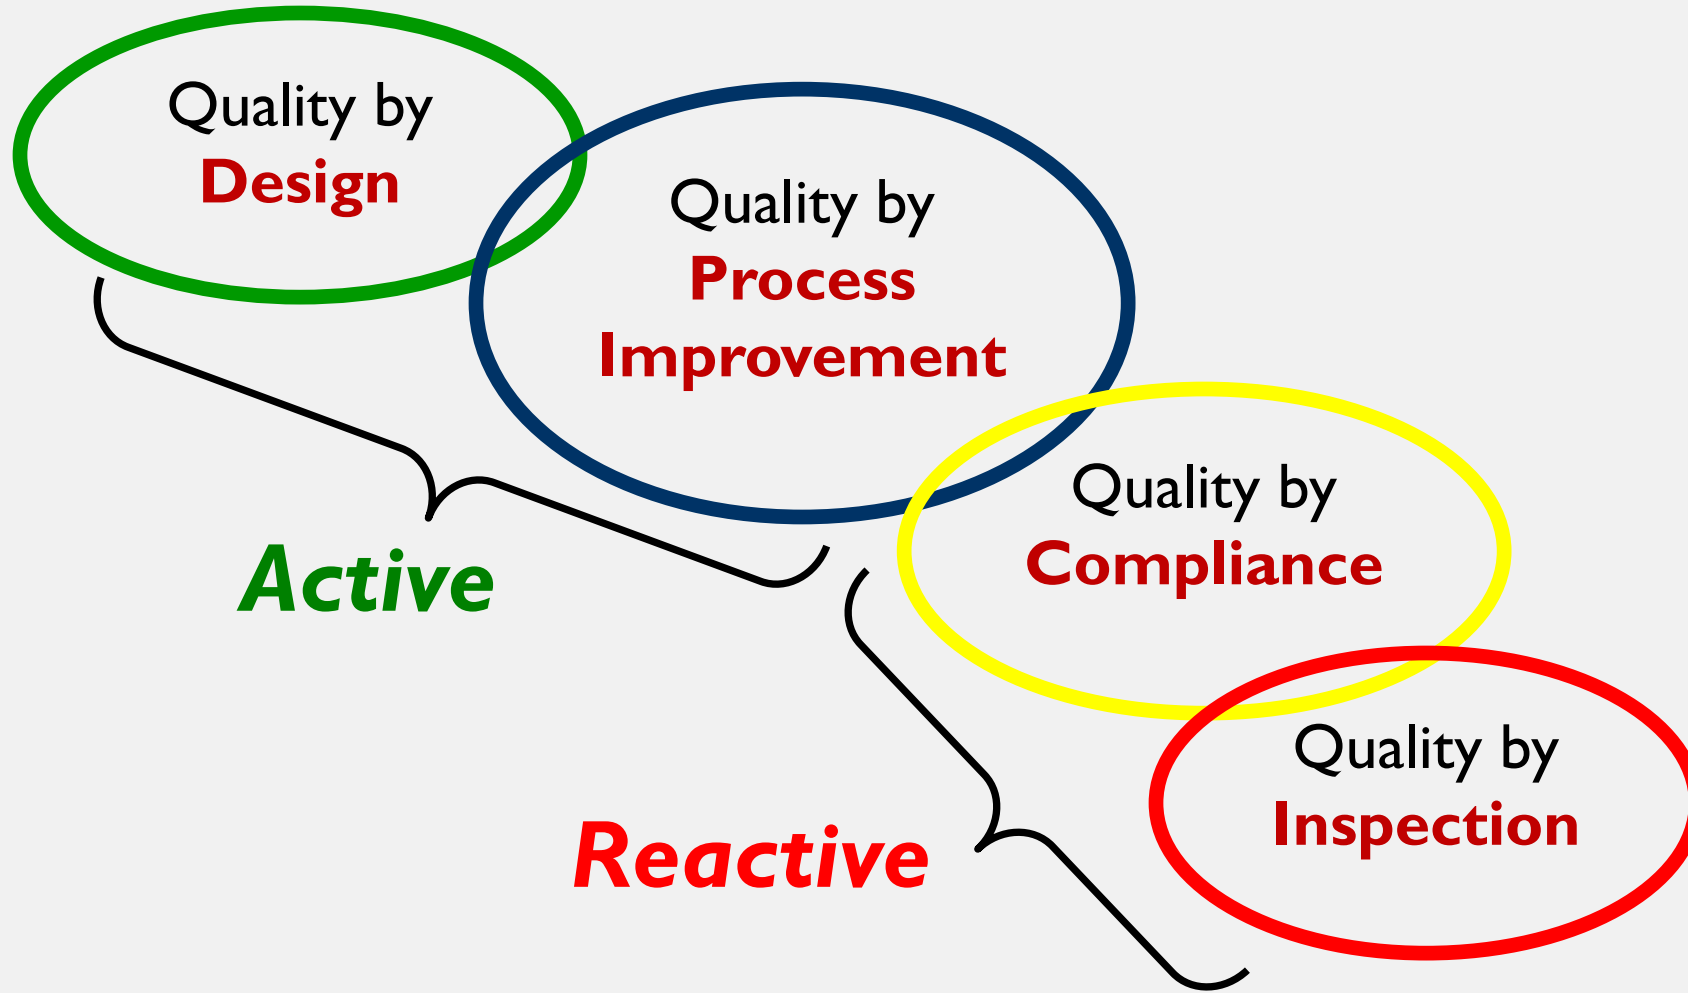 Quality by
Design
Quality by
Process
Improvement
Quality by
Compliance
Active
Quality by
Inspection
Reactive